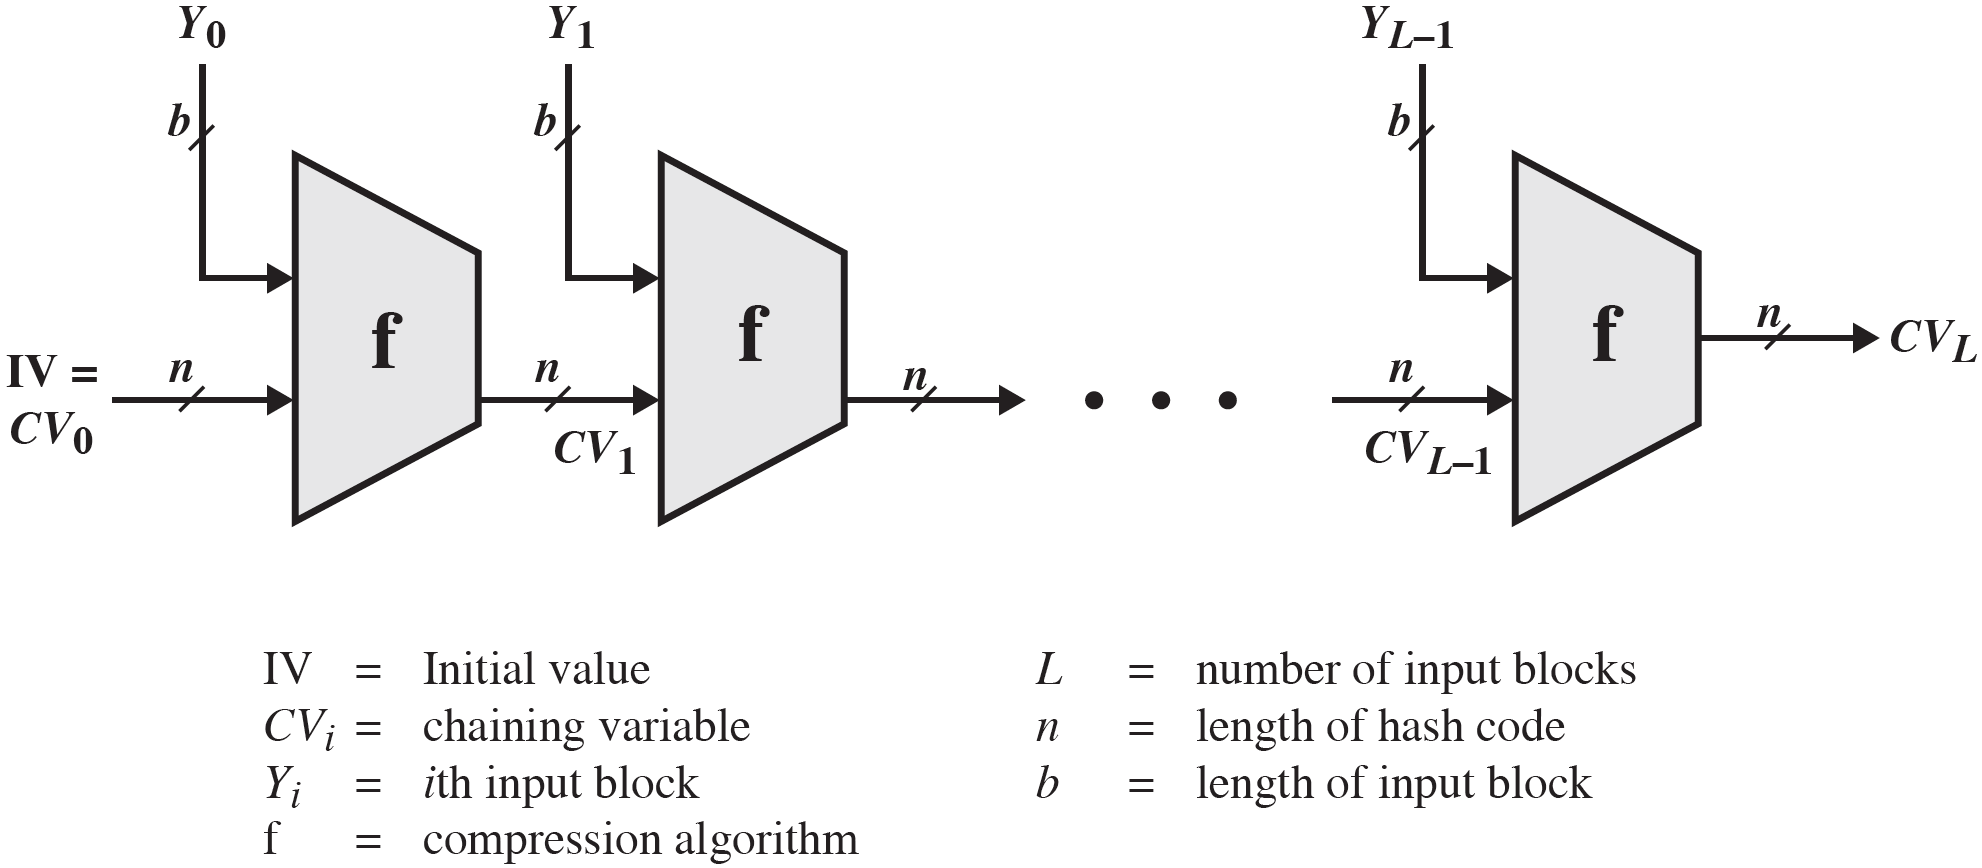 Y0 Y1 YL–1
b b b
f f f
n n n n n
IV =
CV0 CV1 CVL–1 CVL
IV = Initial value L = number of input blocks
CVi = chaining variable n = length of hash code
Yi = ith input block b = length of input block
f = compression algorithm